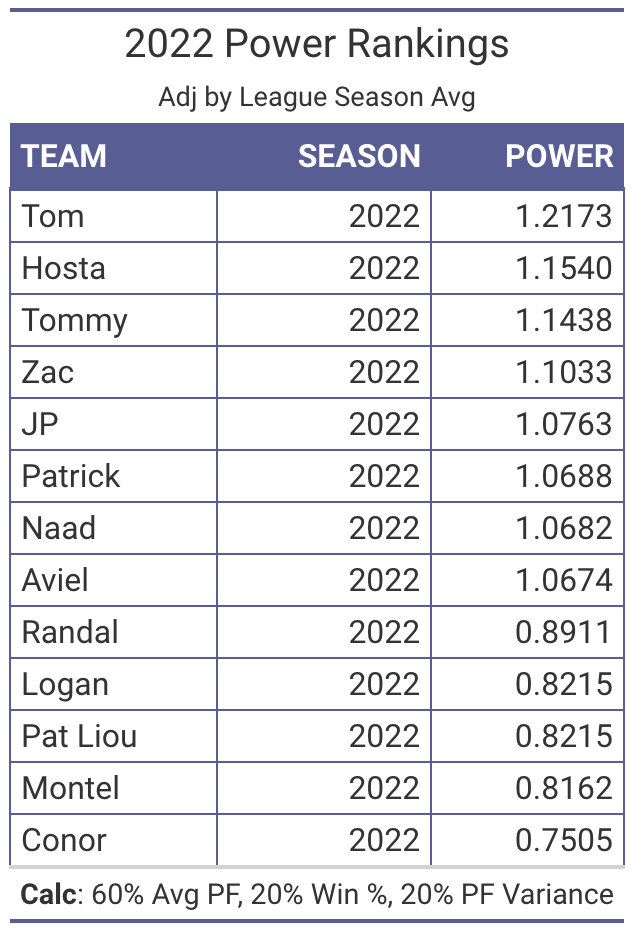 2022 Power Rankings
Adj by League Season Avg
TEAM SEASON POWER
Tom 2022 1.2173
Hosta 2022 1.1540
Tommy 2022 1.1438
Zac 2022 1.1033
JP 2022 1.0763
Patrick 2022 1.0688
Naad 2022 1.0682
Aviel 2022 1.0674
Randal 2022 0.8911
Logan 2022 0.8215
Pat Liou 2022 0.8215
Montel 2022 0.8162
Conor 2022 0.7505
Calc: 60% Avg PF, 20% Win %, 20% PF Variance